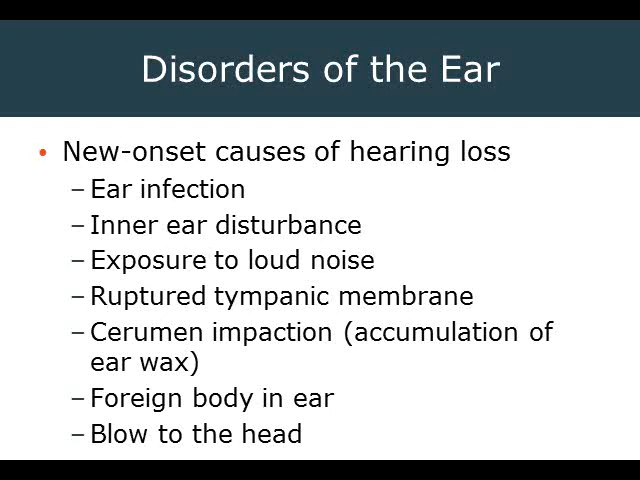 Disorders of the Ear
• New-onset causes of hearing loss
– Ear infection
– Inner ear disturbance
– Exposure to loud noise
– Ruptured tympanic membrane
– Cerumen impaction (accumulation of
ear wax)
– Foreign body in ear
– Blow to the head